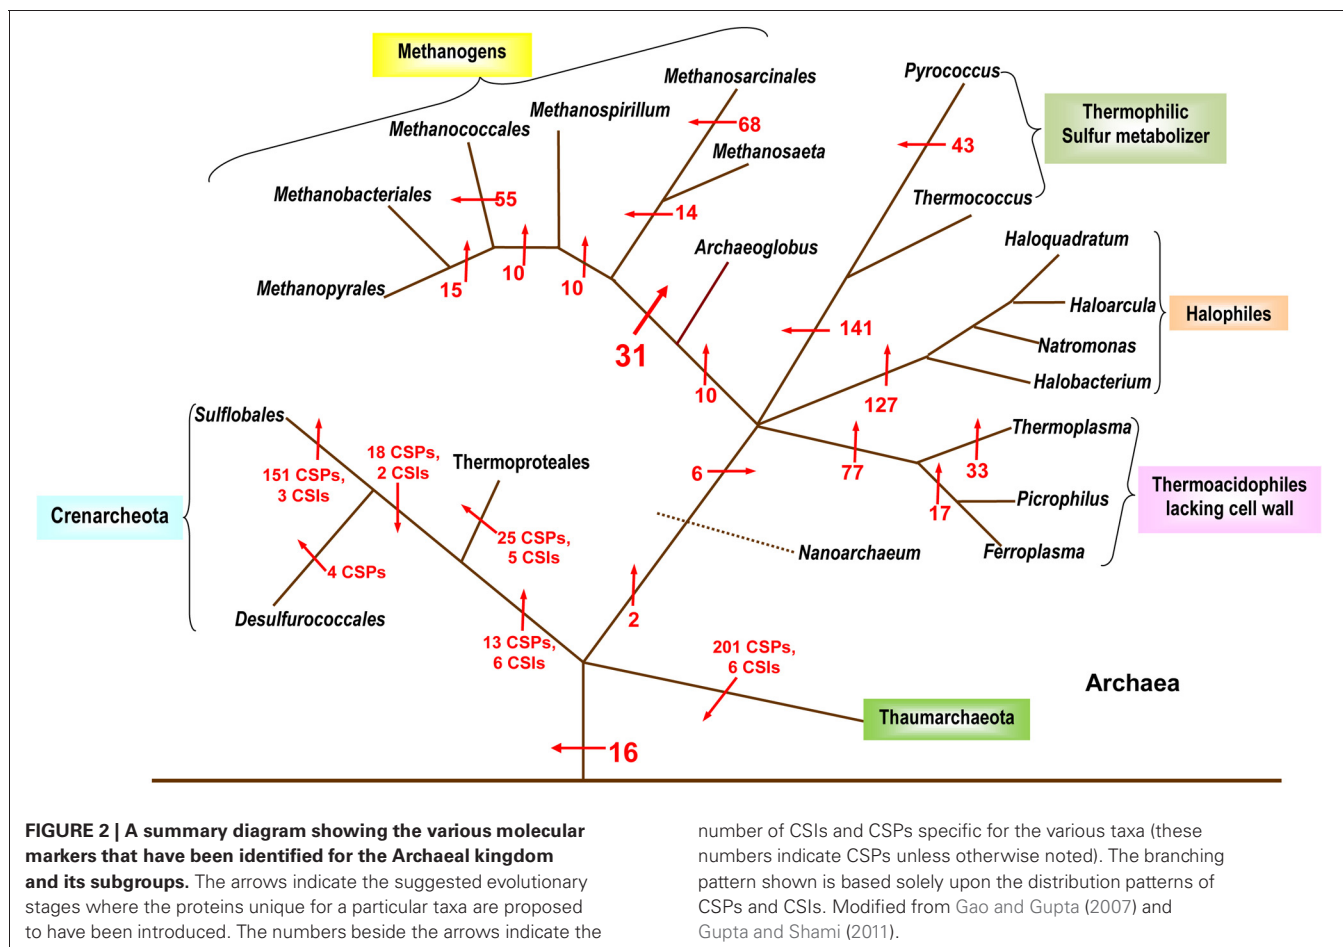 Methanogens
Methanosarcinales
Pyrococcus
Thermophilic
Sulfur metabolizer
Methanospirillum
Methanococcales
68
43
Methanosaeta
Methanobacteriales
55
Thermococcus
14
Haloquadratum
Archaeoglobus
Methanopyrales
15
10
10
Haloarcula
Halophiles
141
31
Natromonas
Halobacterium
10
127
Sulflobales
Thermoplasma
18 CSPs,
2 CSIs
151 CSPs,
3 CSIs
Thermoproteales
6
77
33
Thermoacidophiles
lacking cell wall
Picrophilus
17
Crenarcheota
25 CSPs,
5 CSIs
Nanoarchaeum
Ferroplasma
4 CSPs
Desulfurococcales
2
13 CSPs,
6 CSIs
201 CSPs,
6 CSIs
Archaea
Thaumarchaeota
16
FIGURE 2 | A summary diagram showing the various molecular
markers that have been identified for the Archaeal kingdom
and its subgroups. The arrows indicate the suggested evolutionary
stages where the proteins unique for a particular taxa are proposed
to have been introduced. The numbers beside the arrows indicate the
number of CSIs and CSPs specific for the various taxa (these
numbers indicate CSPs unless otherwise noted). The branching
pattern shown is based solely upon the distribution patterns of
CSPs and CSIs. Modified from Gao and Gupta (2007) and
Gupta and Shami (2011).